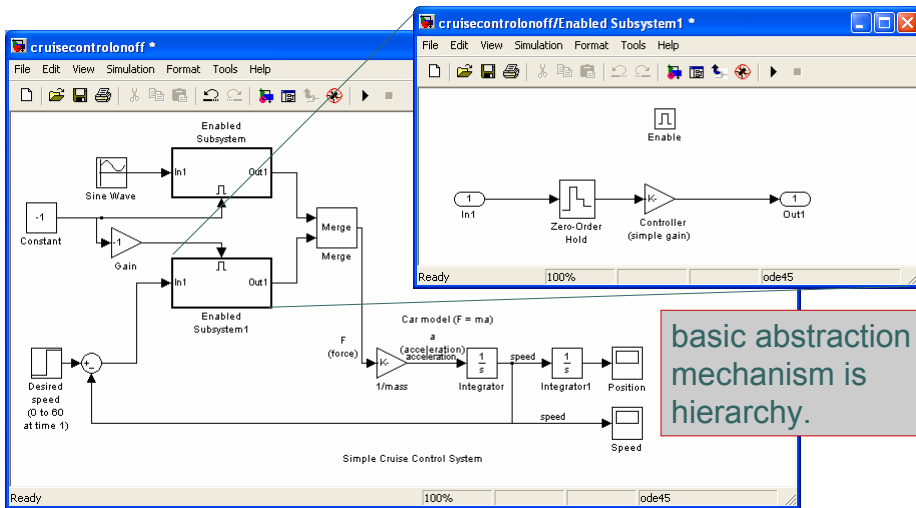 cruisecontrolonoff *
File Edit View Simulation Format Tools Help
Enabled
Subsystem
In1
Out1
Sine Wave
-1
Constant
-1
Gain
Merge
Merge
In1
Out1
Enabled
Subsystem1
Car model (F = ma)
F
(force)
a
(acceleration)
acceleration
K-
1/mass
1
s
Integrator
speed
1
s
Integrator1
Position
Desired
speed
(0 to 60
at time 1)
speed
Speed
Simple Cruise Control System
Ready
100%
ode45
cruisecontrolonoff/Enabled Subsystem1 *
File Edit View Simulation Format Tools Help
Enable
1
In1
Zero-Order
Hold
K-
Controller
(simple gain)
1
Out1
Ready
100%
ode45
basic abstraction
mechanism is
hierarchy.